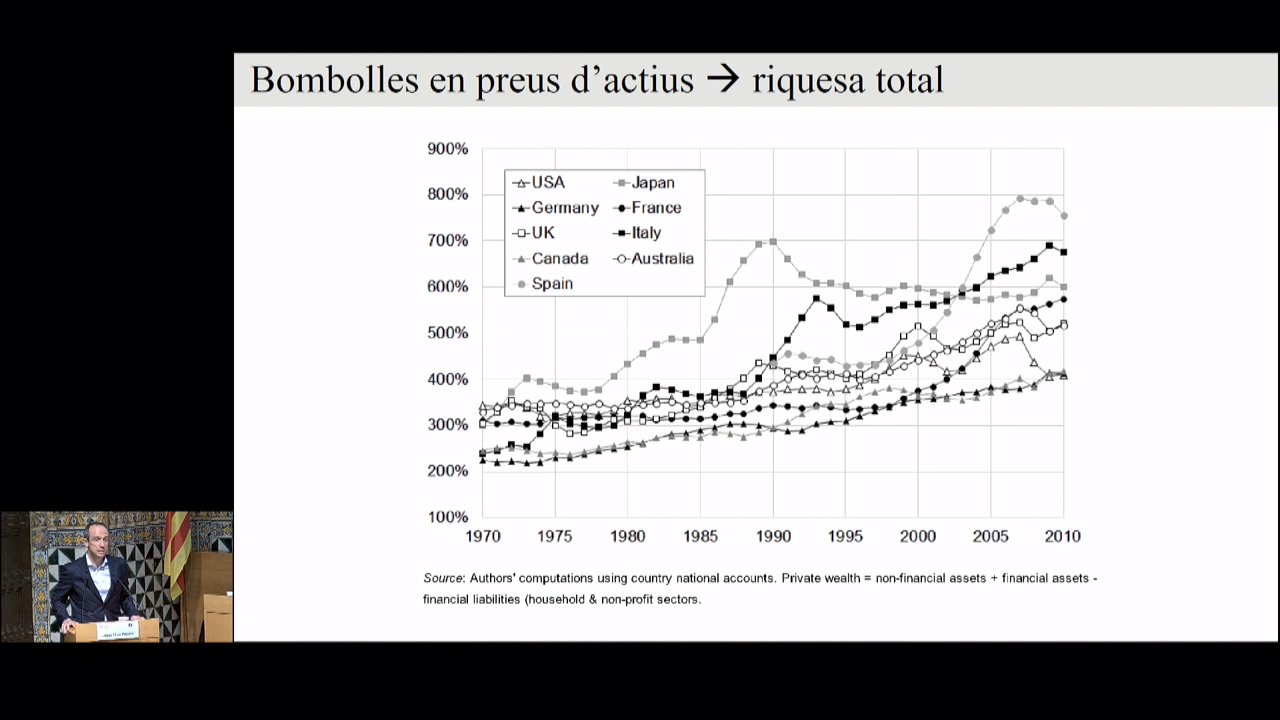 Bombolles en preus d’actius → riquesa total
900%
800%
700%
600%
500%
400%
300%
200%
100%
USA
Japan
Germany
France
UK
Italy
Canada
Australia
Spain
1970 1975 1980 1985 1990 1995 2000 2005 2010
Source: Authors' computations using country national accounts. Private wealth = non-financial assets + financial assets -
financial liabilities (household & non-profit sectors.